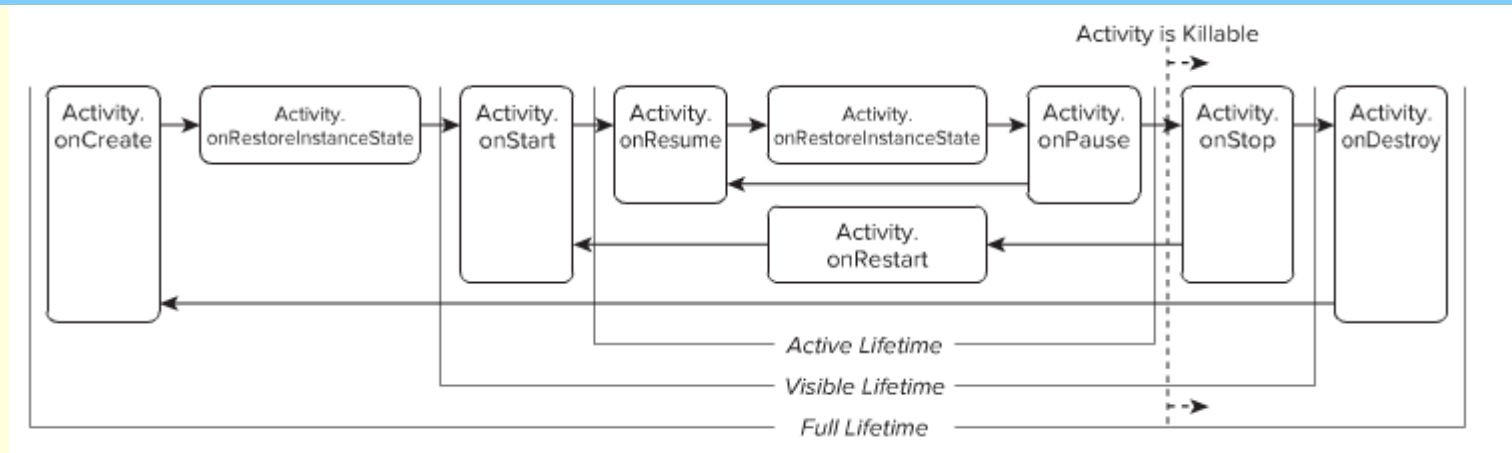 Activity is Killable
Activity.
onCreate
Activity.
onRestoreInstanceState
Activity.
onStart
Activity.
onResume
Activity.
onRestoreInstanceState
Activity.
onPause
Activity.
onStop
Activity.
onDestroy
Activity.
onRestart
Active Lifetime
Visible Lifetime
Full Lifetime